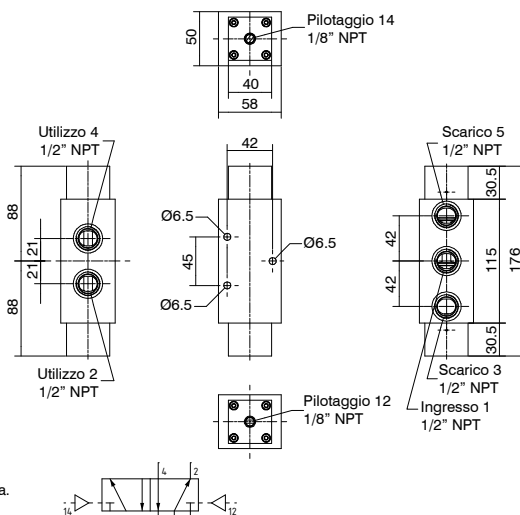 Pilotaggio 14
1/8" NPT
50
40
58
Utilizzo 4
1/2" NPT
88
21
21
88
Utilizzo 2
1/2" NPT
42
Ø6.5
Ø6.5
45
Ø6.5
Scarico 5
1/2" NPT
30.5
42
115
176
42
30.5
Scarico 3
1/2" NPT
Ingresso 1
1/2" NPT
Pilotaggio 12
1/8" NPT
a.
4
2
14
12